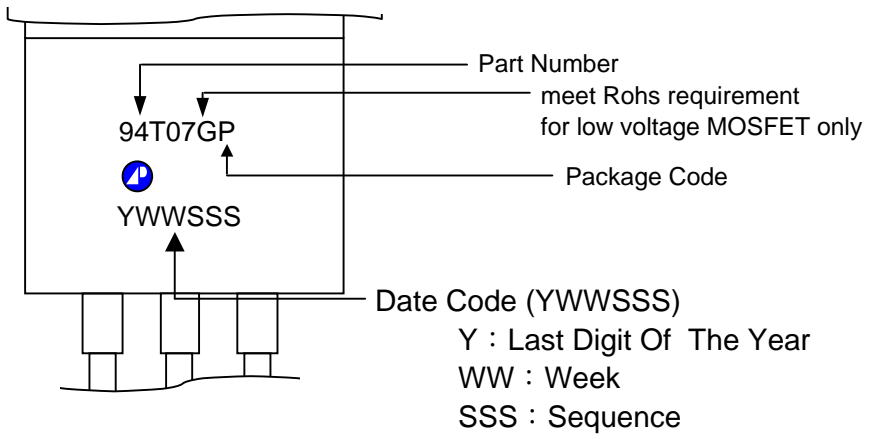 Part Number
meet Rohs requirement
for low voltage MOSFET only
94T07GP
Package Code
YWWSSS
Date Code (YWWSSS)
Y：Last Digit Of The Year
WW：Week
SSS：Sequence